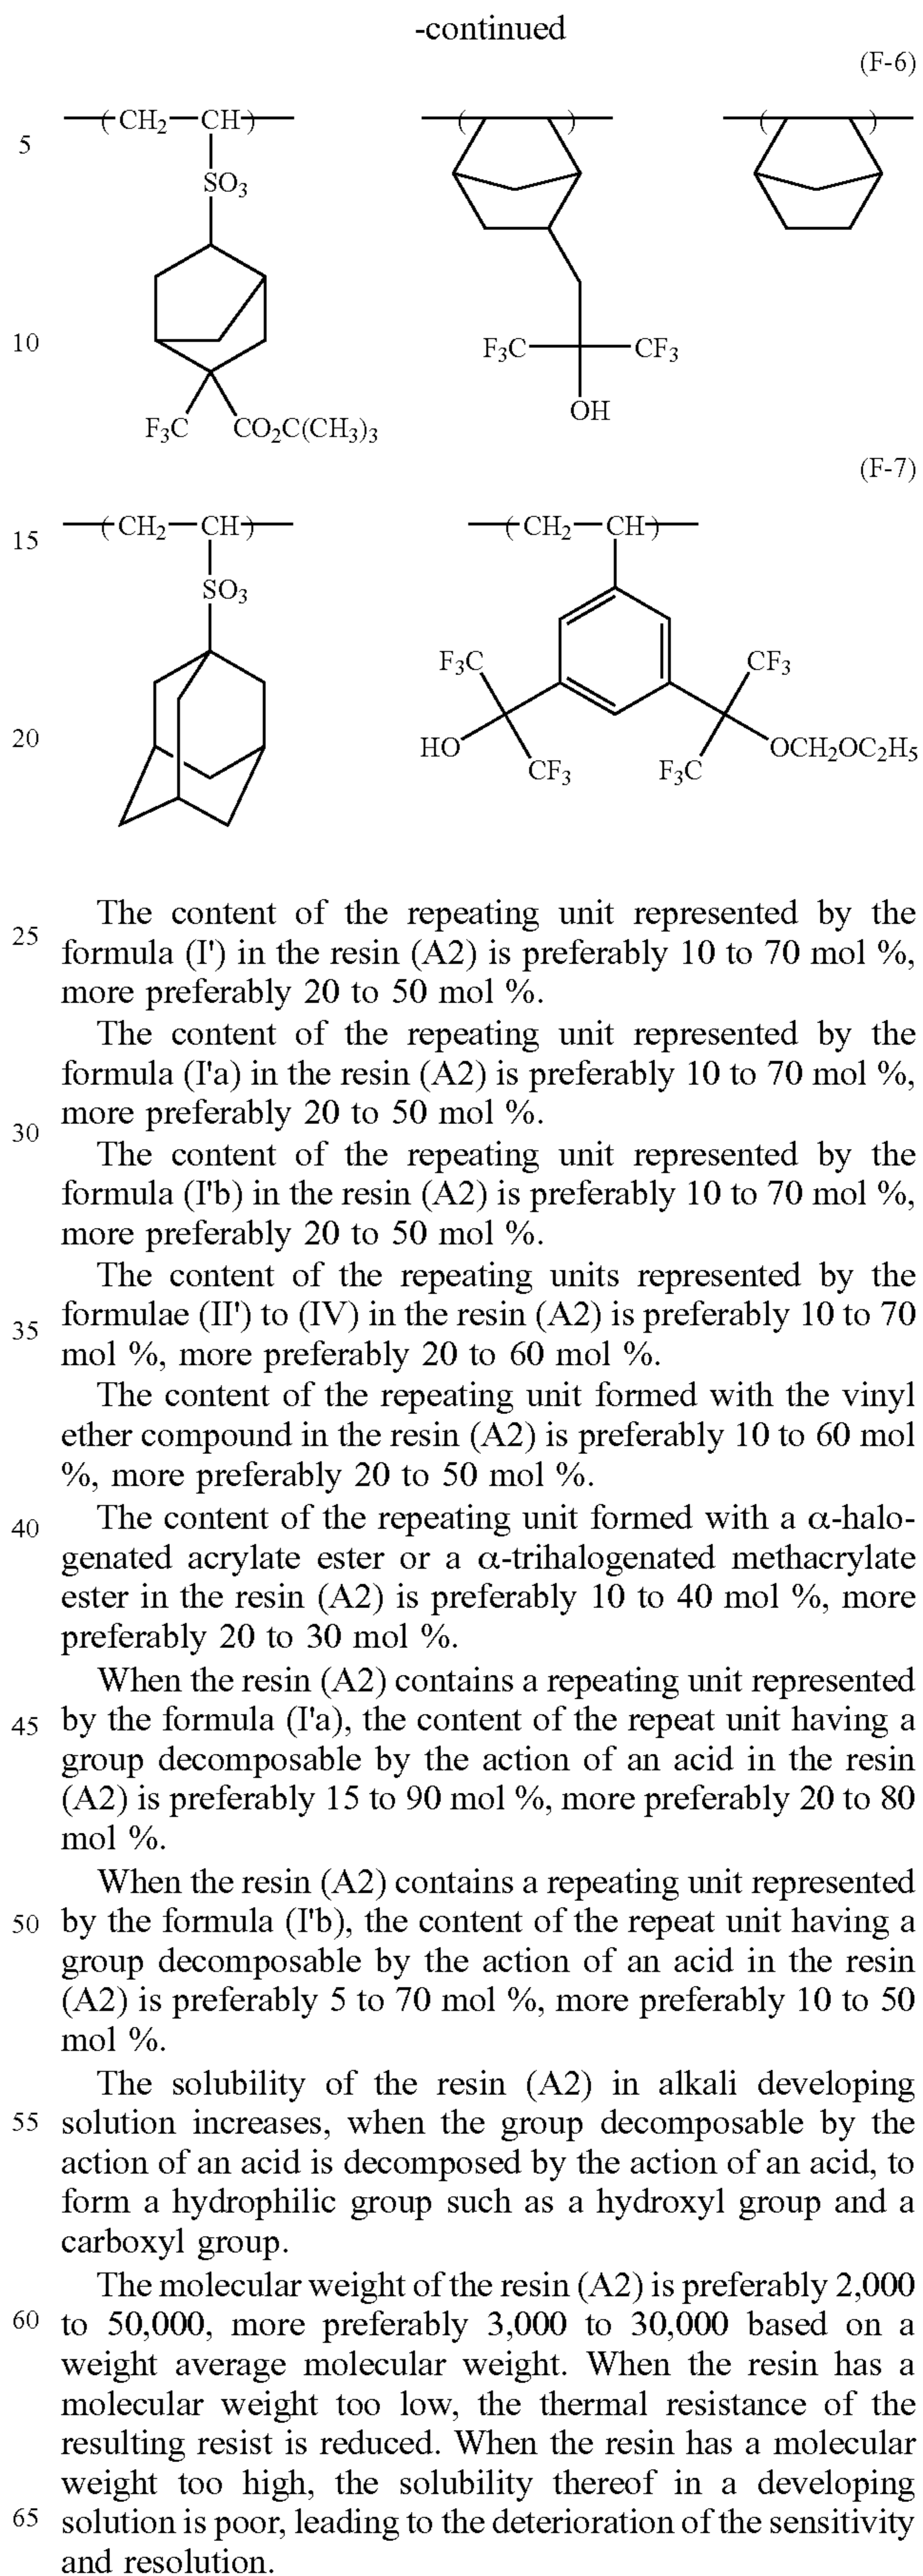 -continued
(F-6)
CH2 CH
5
SO3
10
F3C CF3
OH
F3C CO2C(CH3)3
(F-7)
15
CH2 CH CH2 CH
SO3
F3C CF3
20
HO OCH2OC2H5
CF3 F3C
The content of the repeating unit represented by the
25
formula (I') in the resin (A2) is preferably 10 to 70 mol %,
more preferably 20 to 50 mol %.
The content of the repeating unit represented by the
formula (I'a) in the resin (A2) is preferably 10 to 70 mol %,
more preferably 20 to 50 mol %.
30
The content of the repeating unit represented by the
formula (I'b) in the resin (A2) is preferably 10 to 70 mol %,
more preferably 20 to 50 mol %.
The content of the repeating units represented by the
35 formulae (II') to (IV) in the resin (A2) is preferably 10 to 70
mol %, more preferably 20 to 60 mol %.
The content of the repeating unit formed with the vinyl
ether compound in the resin (A2) is preferably 10 to 60 mol
%, more preferably 20 to 50 mol %.
40 The content of the repeating unit formed with a α-halo-
genated acrylate ester or a α-trihalogenated methacrylate
ester in the resin (A2) is preferably 10 to 40 mol %, more
preferably 20 to 30 mol %.
When the resin (A2) contains a repeating unit represented
45 by the formula (I'a), the content of the repeat unit having a
group decomposable by the action of an acid in the resin
(A2) is preferably 15 to 90 mol %, more preferably 20 to 80
mol %.
When the resin (A2) contains a repeating unit represented
50 by the formula (I'b), the content of the repeat unit having a
group decomposable by the action of an acid in the resin
(A2) is preferably 5 to 70 mol %, more preferably 10 to 50
mol %.
The solubility of the resin (A2) in alkali developing
55 solution increases, when the group decomposable by the
action of an acid is decomposed by the action of an acid, to
form a hydrophilic group such as a hydroxyl group and a
carboxyl group.
The molecular weight of the resin (A2) is preferably 2,000
60 to 50,000, more preferably 3,000 to 30,000 based on a
weight average molecular weight. When the resin has a
molecular weight too low, the thermal resistance of the
resulting resist is reduced. When the resin has a molecular
weight too high, the solubility thereof in a developing
65 solution is poor, leading to the deterioration of the sensitivity
and resolution.